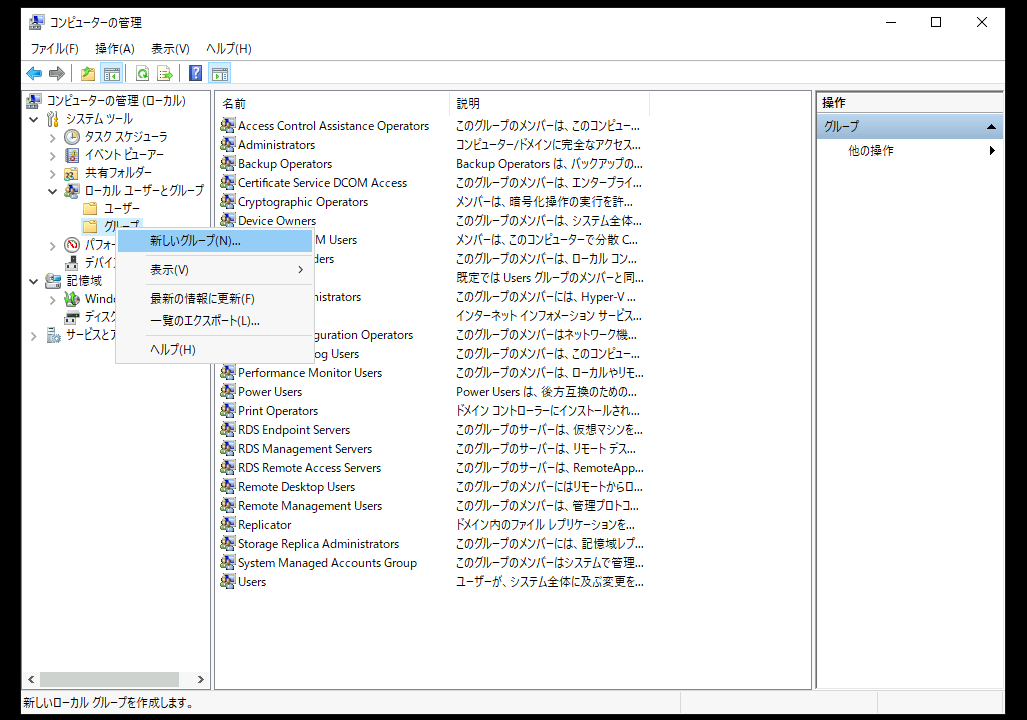 コンピューターの管理
ファイル(F) 操作(A) 表示(V) ヘルプ(H)
コンピューターの管理 (ローカル)
システム ツール
タスク スケジューラ
イベント ビューアー
共有フォルダー
ローカル ユーザーとグループ
ユーザー
グループ
パフォー
デバイ
記憶域
Windo
ディスク
サービスとア
新しいグループ(N)...
表示(V)
最新の情報に更新(F)
一覧のエクスポート(L)...
ヘルプ(H)
名前 説明
Access Control Assistance Operators このグループのメンバーは、このコンピュー...
Administrators コンピューター/ドメインに完全なアクセス...
Backup Operators Backup Operators は、バックアップの...
Certificate Service DCOM Access このグループのメンバーは、エンタープライ...
Cryptographic Operators メンバーは、暗号化操作の実行を許...
Device Owners このグループのメンバーは、システム全体...
M Users メンバーは、このコンピューターで分散 C...
ders このグループのメンバーは、ローカル コン...
既定では Users グループのメンバーと同...
nistrators このグループのメンバーには、Hyper-V ...
インターネット インフォメーション サービス...
guration Operators このグループのメンバーはネットワーク機...
og Users このグループのメンバーは、このコンピュー...
Performance Monitor Users このグループのメンバーは、ローカルやリモ...
Power Users Power Users は、後方互換のための...
Print Operators ドメイン コントローラーにインストールされ...
RDS Endpoint Servers このグループのサーバーは、仮想マシンを...
RDS Management Servers このグループのサーバーは、リモート デス...
RDS Remote Access Servers このグループのサーバーは、RemoteApp...
Remote Desktop Users このグループのメンバーにはリモートからロ...
Remote Management Users このグループのメンバーは、管理プロトコ...
Replicator ドメイン内のファイル レプリケーションを...
Storage Replica Administrators このグループのメンバーには、記憶域レプ...
System Managed Accounts Group このグループのメンバーはシステムで管理...
Users ユーザーが、システム全体に及ぶ変更を...
操作
グループ
他の操作
新しいローカル グループを作成します。